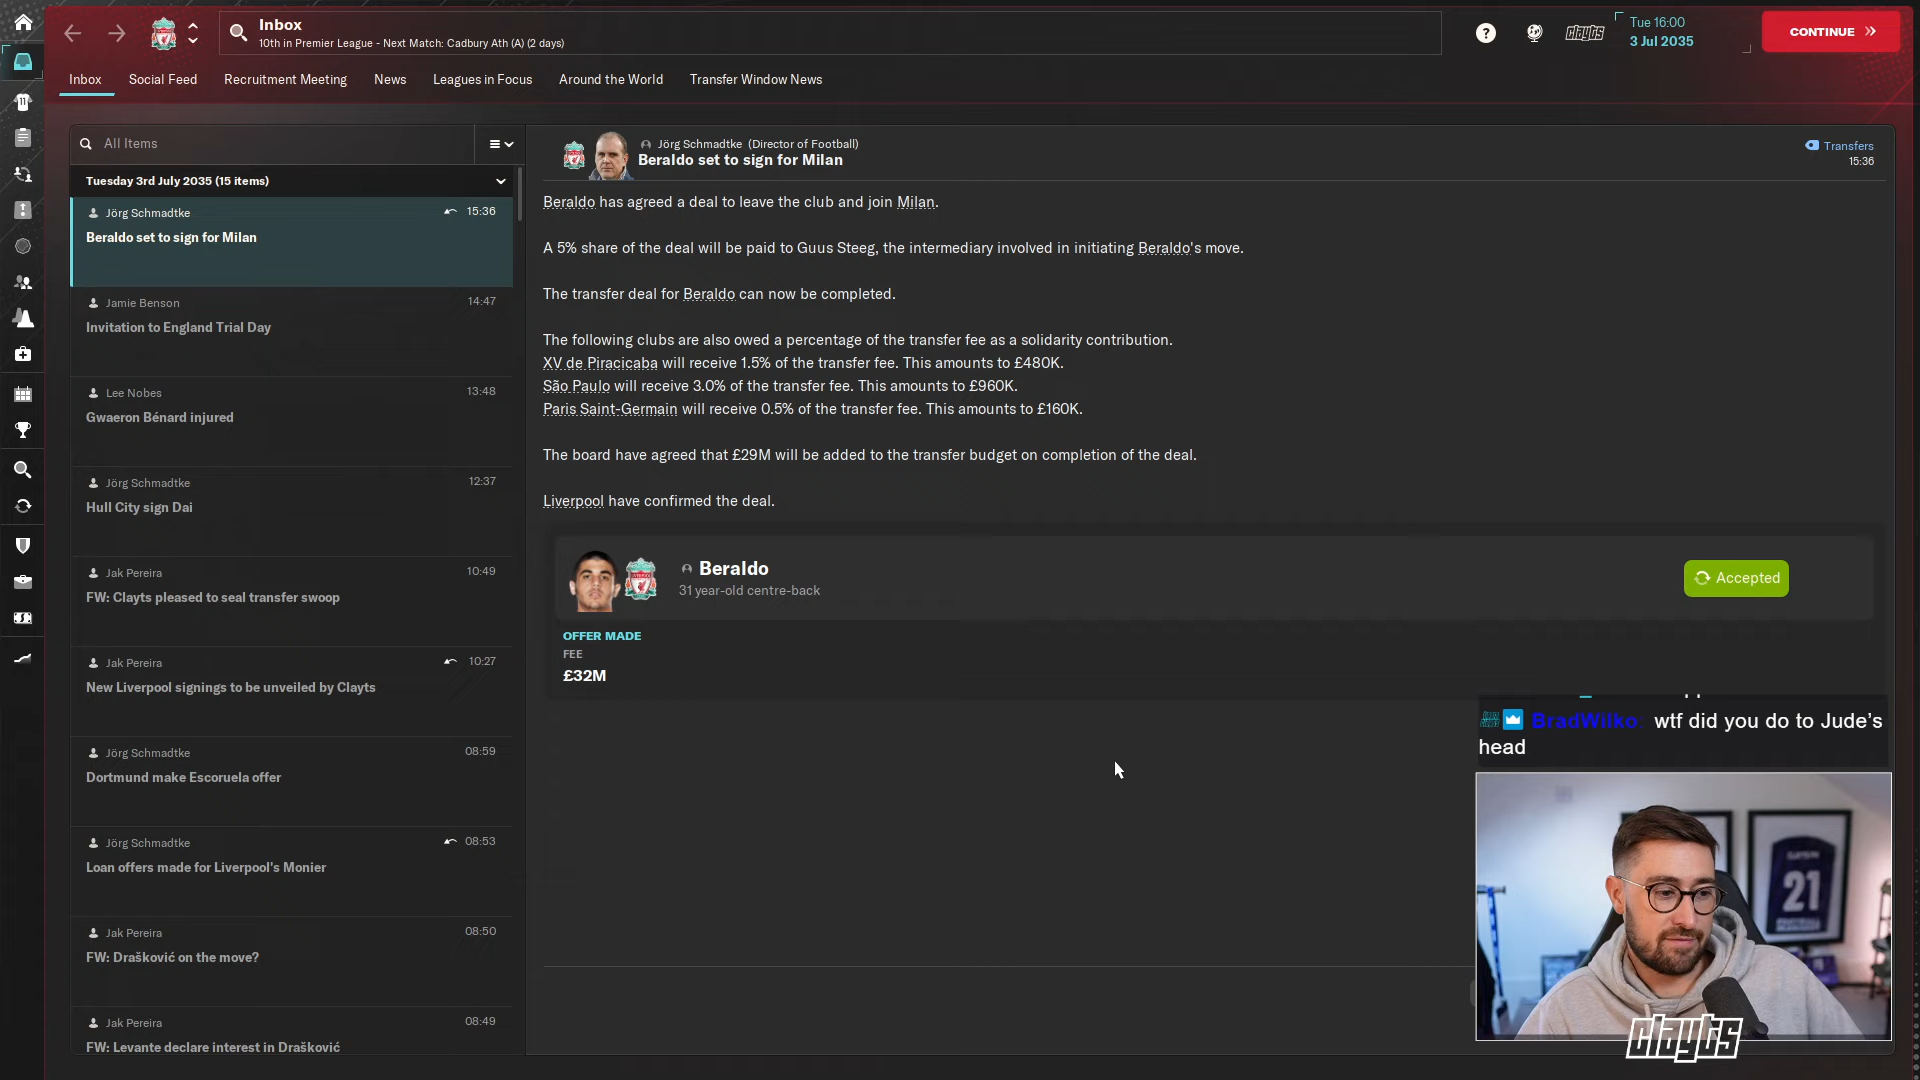 Inbox
10th in Premier League - Next Match: Cadbury Ath (A) (2 days)
?
clayts
Tue 16:00
3 Jul 2035
CONTINUE
Inbox
Social Feed
Recruitment Meeting
News
Leagues in Focus
Around the World
Transfer Window News
All Items
Tuesday 3rd July 2035 (15 items)
Jörg Schmadtke
15:36
Beraldo set to sign for Milan
Jamie Benson
14:47
Invitation to England Trial Day
Lee Nobes
13:48
Gwaeron Bénard injured
Jörg Schmadtke
12:37
Hull City sign Dai
Jak Pereira
10:49
FW: Clayts pleased to seal transfer swoop
Jak Pereira
10:27
New Liverpool signings to be unveiled by Clayts
Jörg Schmadtke
08:59
Dortmund make Escoruela offer
Jörg Schmadtke
08:53
Loan offers made for Liverpool's Monier
Jak Pereira
08:50
FW: Drašković on the move?
Jak Pereira
08:49
FW: Levante declare interest in Drašković
Jörg Schmadtke (Director of Football)
Beraldo set to sign for Milan
Transfers
15:36
Beraldo has agreed a deal to leave the club and join Milan.
A 5% share of the deal will be paid to Guus Steeg, the intermediary involved in initiating Beraldo's move.
The transfer deal for Beraldo can now be completed.
The following clubs are also owed a percentage of the transfer fee as a solidarity contribution.
XV de Piracicaba will receive 1.5% of the transfer fee. This amounts to £480K.
São Paulo will receive 3.0% of the transfer fee. This amounts to £960K.
Paris Saint-Germain will receive 0.5% of the transfer fee. This amounts to £160K.
The board have agreed that £29M will be added to the transfer budget on completion of the deal.
Liverpool have confirmed the deal.
Beraldo
31 year-old centre-back
Accepted
OFFER MADE
FEE
£32M
BradWilko: wtf did you do to Jude's
head
21
clayts